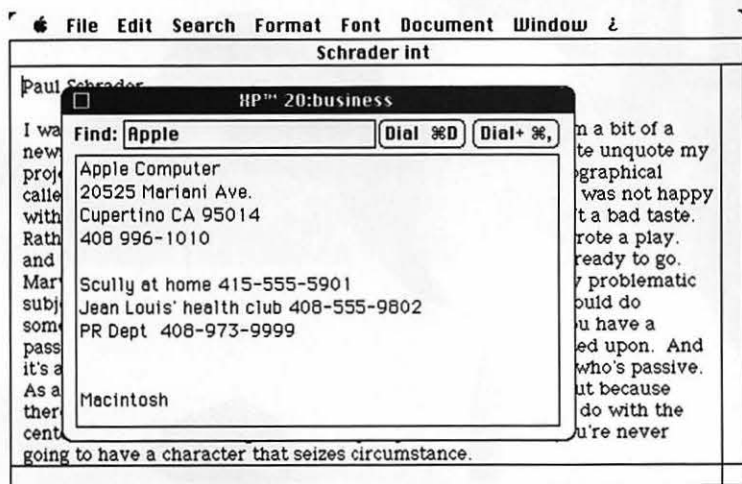 File Edit Search Format Font Document Window ¿
Schrader int
Paul Schrader
XP™ 20:business
Find: Apple Dial ⌘D Dial+ ⌘,
Apple Computer
20525 Mariani Ave.
Cupertino CA 95014
408 996-1010
Scully at home 415-555-5901
Jean Louis' health club 408-555-9802
PR Dept 408-973-9999
Macintosh
I wa
m a bit of a
new
te unquote my
proj
ographical
calle
was not happy
with
't a bad taste.
Rath
rote a play.
and
ready to go.
Mar
y problematic
subj
ould do
som
u have a
pass
ed upon. And
it's a
who's passive.
As a
ut because
ther
do with the
cent
u're never
going to have a character that seizes circumstance.